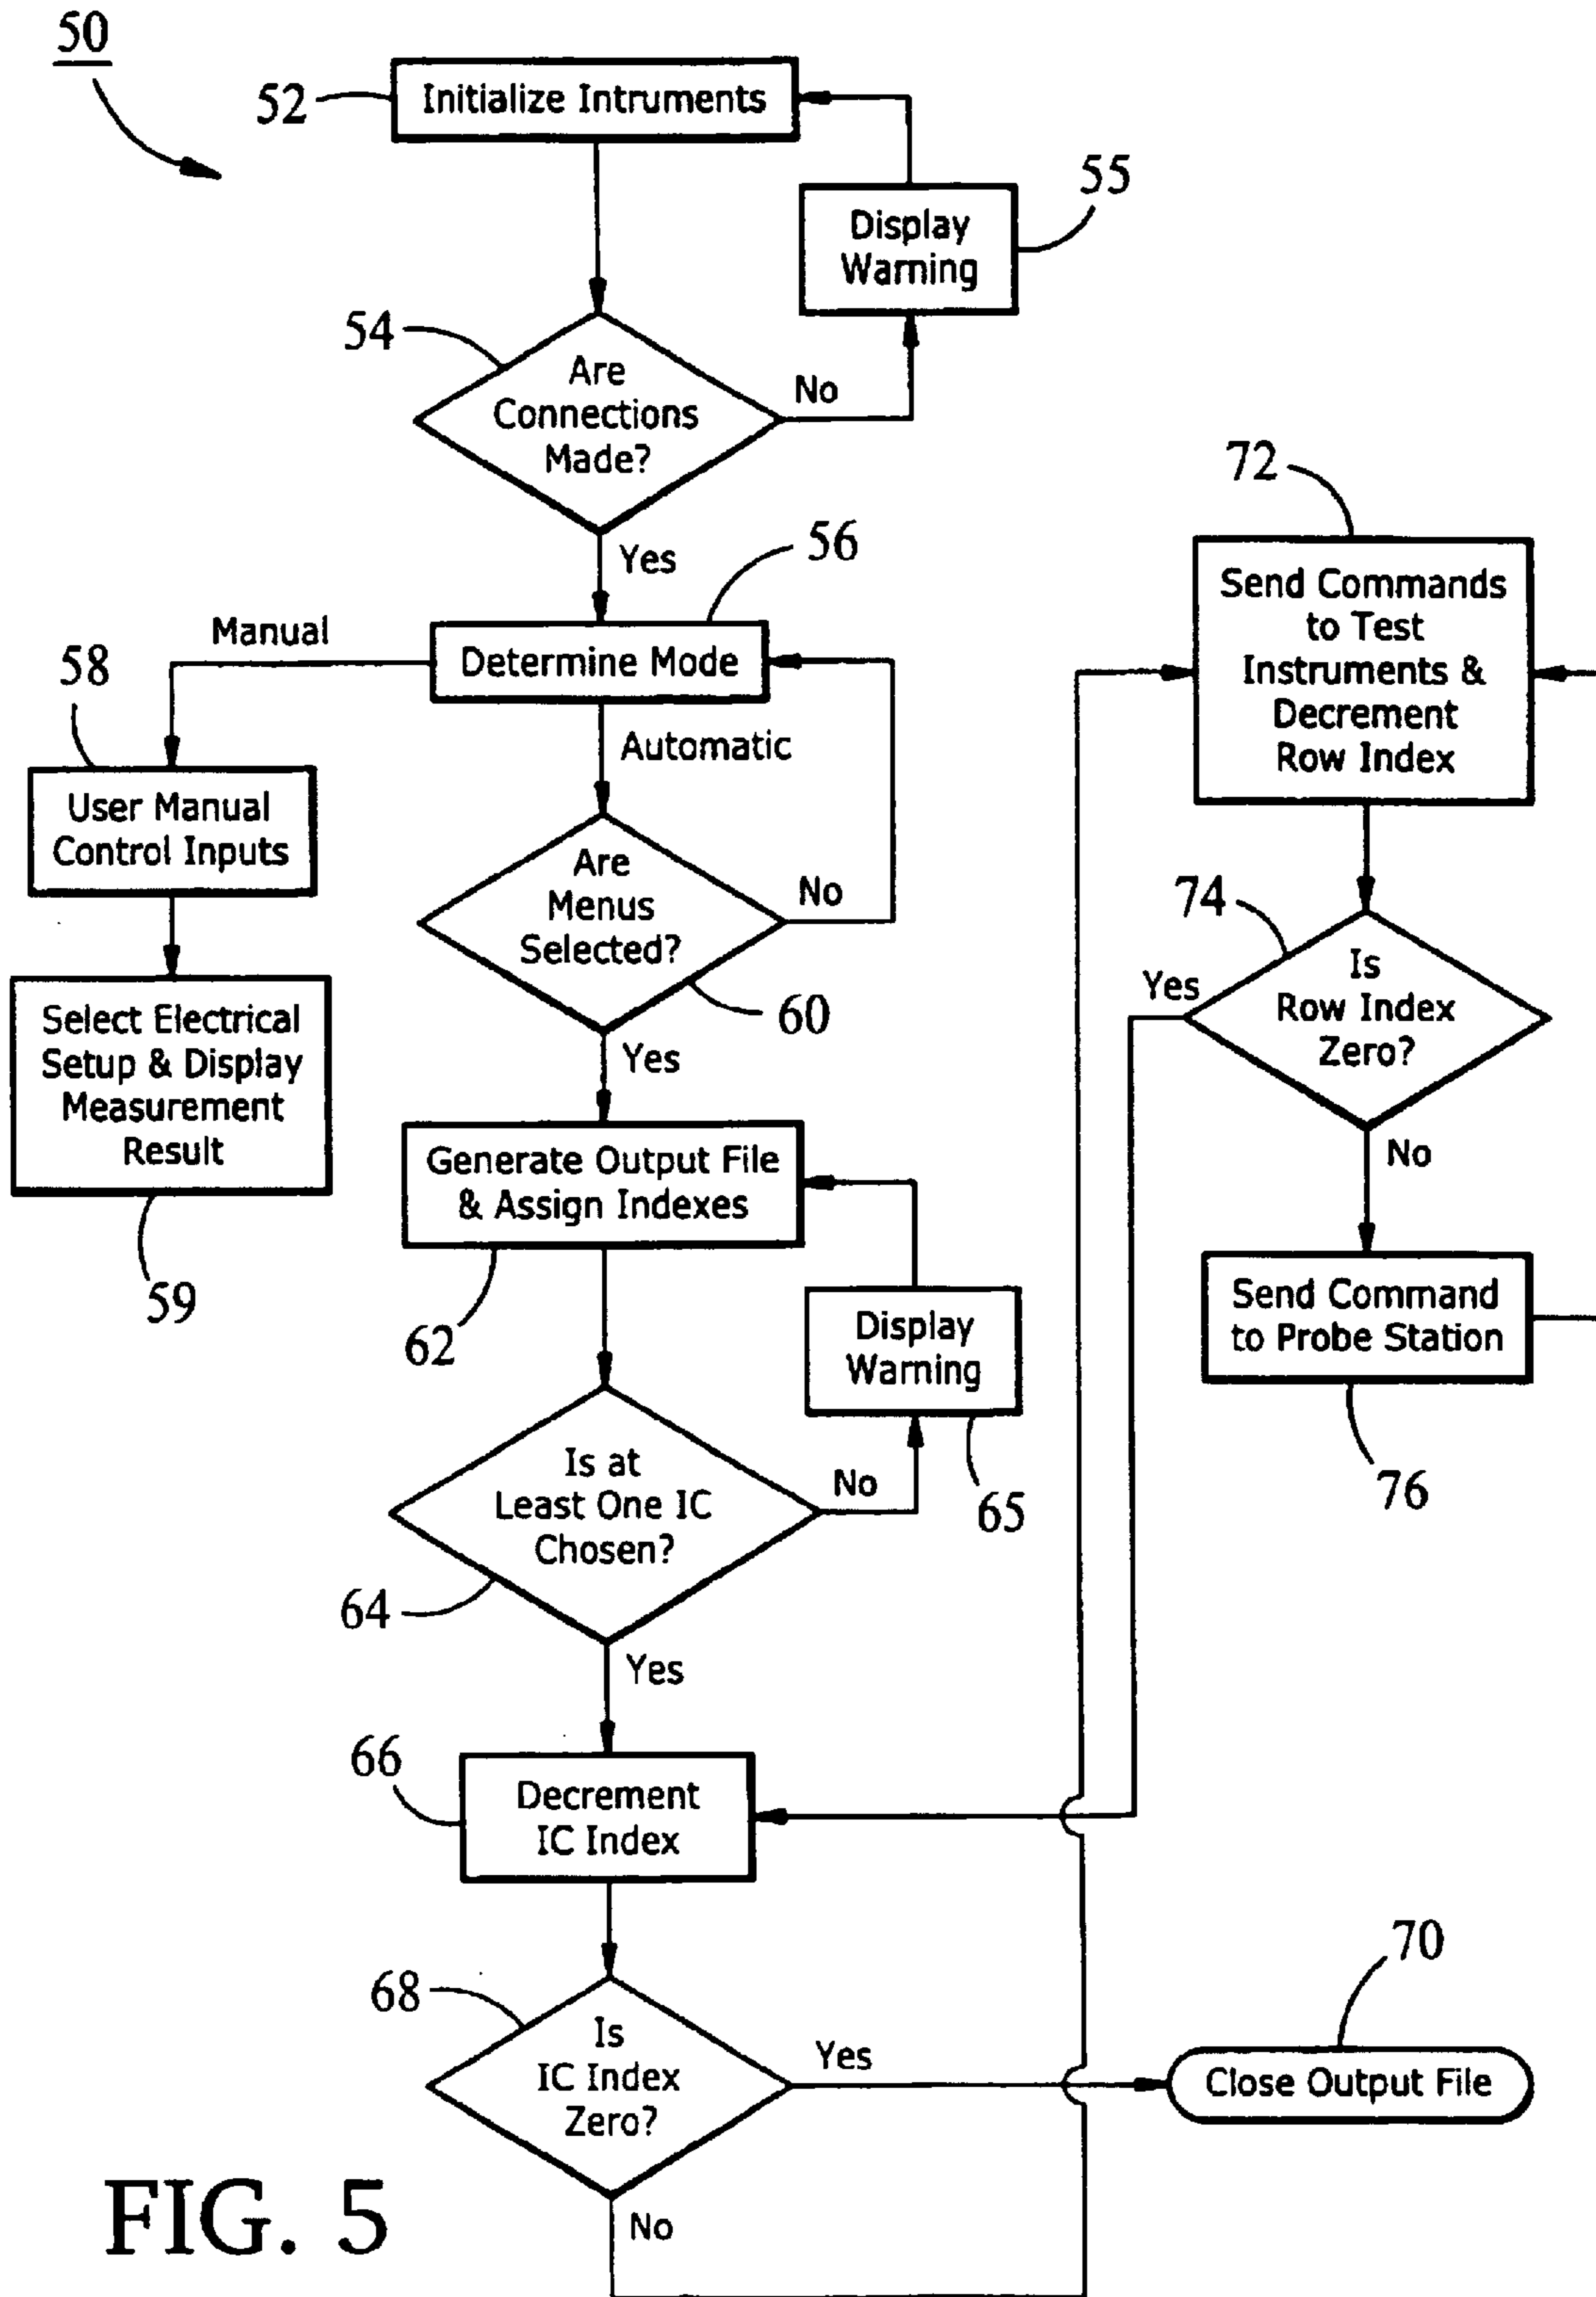 50
52
Initialize Intruments
55
Display
Warning
54
Are
Connections
Made?
No
Yes
56
Manual
Determine Mode
58
Automatic
User Manual
Control Inputs
Are
Menus
Selected?
No
60
Yes
Select Electrical
Setup & Display
Measurement
Result
59
Generate Output File
& Assign Indexes
62
Display
Warning
65
Is at
Least One IC
Chosen?
No
64
Yes
66
Decrement
IC Index
68
Is
IC Index
Zero?
Yes
No
70
Close Output File
72
Send Commands
to Test
Instruments &
Decrement
Row Index
74
Yes
Is
Row Index
Zero?
No
Send Command
to Probe Station
76
FIG. 5